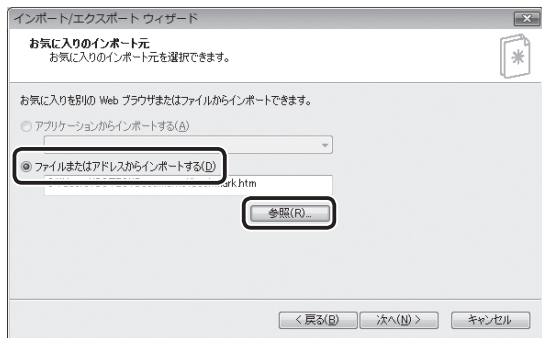 インポート/エクスポート ウィザード
お気に入りのインポート元
お気に入りのインポート元を選択できます。
お気に入りを別の Web ブラウザまたはファイルからインポートできます。
アプリケーションからインポートする(A)
ファイルまたはアドレスからインポートする(D)
参照(R)...
< 戻る(B)
次へ(N) >
キャンセル